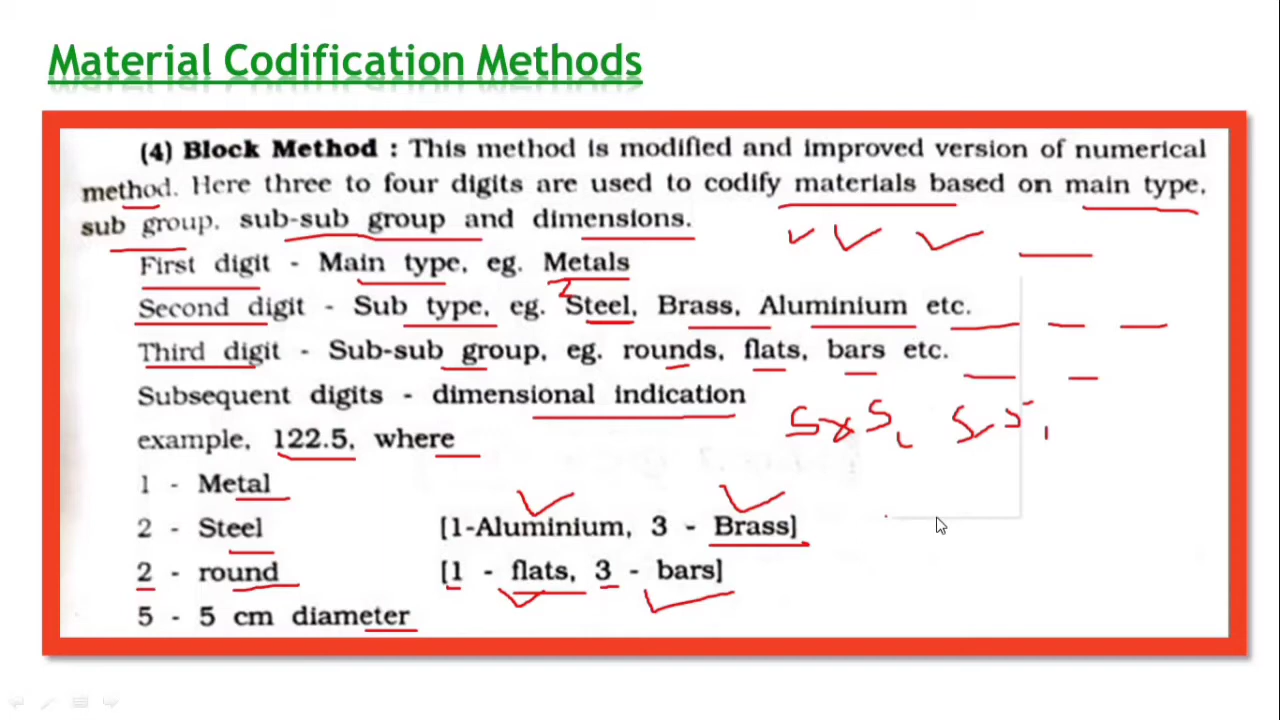 Material Codification Methods
(4) Block Method : This method is modified and improved version of numerical
method. Here three to four digits are used to codify materials based on main type,
sub group, sub-sub group and dimensions.
First digit - Main type, eg. Metals
Second digit - Sub type, eg. Steel, Brass, Aluminium etc.
Third digit - Sub-sub group, eg. rounds, flats, bars etc.
Subsequent digits - dimensional indication
example, 122.5, where
1 - Metal
2 - Steel [1-Aluminium, 3 - Brass]
2 - round [1 - flats, 3 - bars]
5 - 5 cm diameter